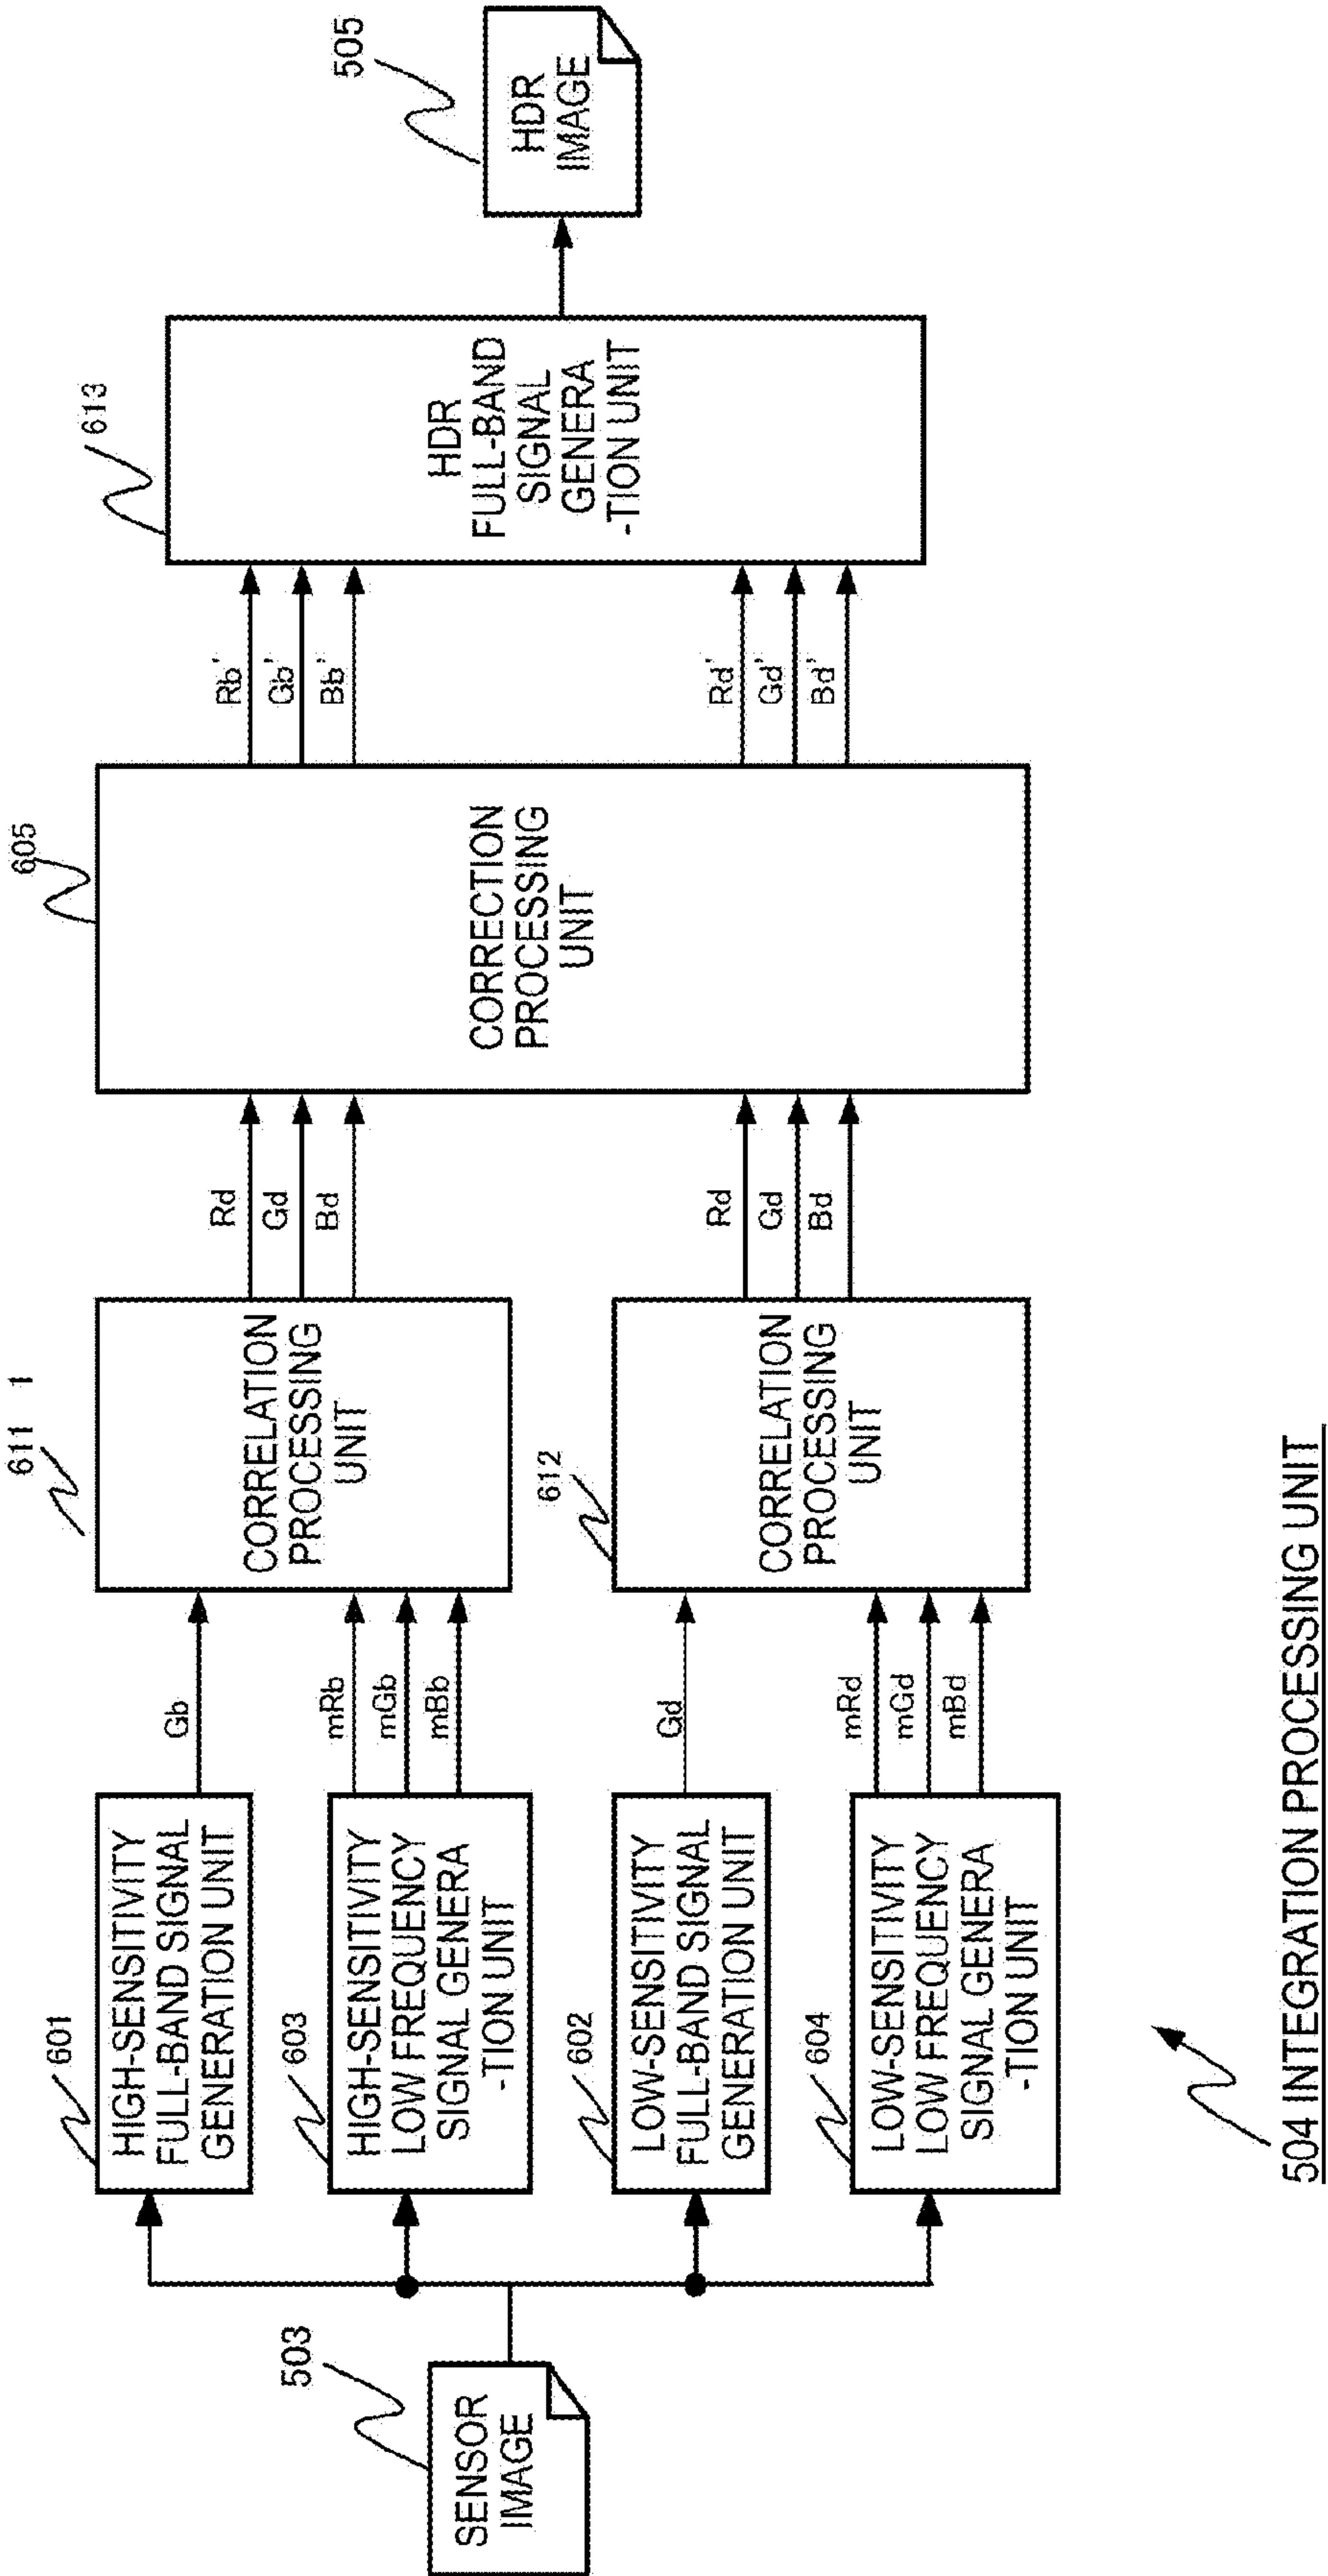 503
SENSOR
IMAGE
601
HIGH-SENSITIVITY
FULL-BAND SIGNAL
GENERATION UNIT
603
HIGH-SENSITIVITY
LOW FREQUENCY
SIGNAL GENERA
-TION UNIT
602
LOW-SENSITIVITY
FULL-BAND SIGNAL
GENERATION UNIT
604
LOW-SENSITIVITY
LOW FREQUENCY
SIGNAL GENERA
-TION UNIT
Gb
mRb
mGb
mBb
Gd
mRd
mGd
mBd
611 1
CORRELATION
PROCESSING
UNIT
612
CORRELATION
PROCESSING
UNIT
Rd
Gd
Bd
Rd
Gd
Bd
605
CORRECTION
PROCESSING
UNIT
Rb'
Gb'
Bb'
Rd'
Gd'
Bd'
613
HDR
FULL-BAND
SIGNAL
GENERA
-TION UNIT
505
HDR
IMAGE
504 INTEGRATION PROCESSING UNIT